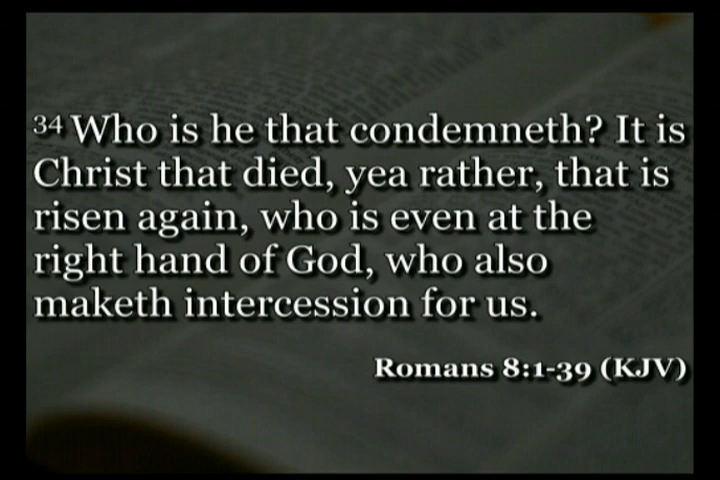 34 Who is he that condemneth? It is
Christ that died, yea rather, that is
risen again, who is even at the
right hand of God, who also
maketh intercession for us.
Romans 8:1-39 (KJV)